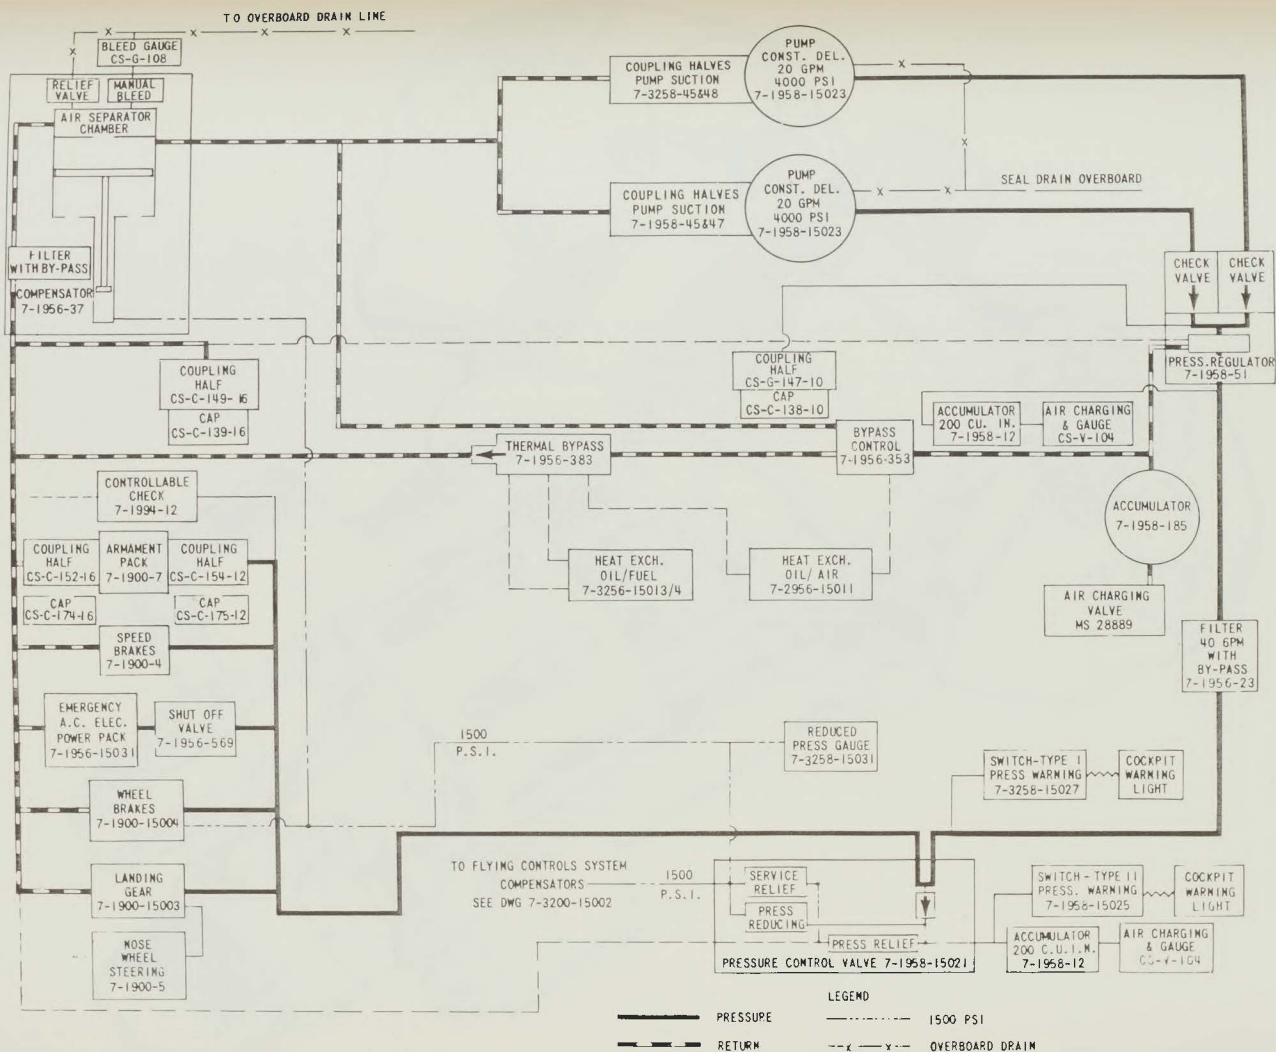 TO OVERBOARD DRAIN LINE
BLEED GAUGE
CS-G-108
RELIEF
VALVE
MANUAL
BLEED
AIR SEPARATOR
CHAMBER
FILTER
WITH BY-PASS
COMPENSATOR
7-1956-37
COUPLING HALVES
PUMP SUCTION
7-3258-45&48
PUMP
CONST. DEL.
20 GPM
4000 PSI
7-1958-15023
COUPLING HALVES
PUMP SUCTION
7-1958-45&47
PUMP
CONST. DEL.
20 GPM
4000 PSI
7-1958-15023
SEAL DRAIN OVERBOARD
CHECK
VALVE
CHECK
VALVE
PRESS. REGULATOR
7-1958-51
COUPLING
HALF
CS-C-149-16
CAP
CS-C-139-16
COUPLING
HALF
CS-G-147-10
CAP
CS-C-138-10
ACCUMULATOR
200 CU. IN.
7-1958-12
AIR CHARGING
& GAUGE
CS-V-104
THERMAL BYPASS
7-1956-383
BYPASS
CONTROL
7-1956-353
CONTROLLABLE
CHECK
7-1994-12
ACCUMULATOR
7-1958-185
COUPLING
HALF
CS-C-152-16
ARMAMENT
PACK
7-1900-7
COUPLING
HALF
CS-C-154-12
HEAT EXCH.
OIL/FUEL
7-3256-15013/4
HEAT EXCH.
OIL/ AIR
7-2956-15011
CAP
CS-C-174-16
CAP
CS-C-175-12
AIR CHARGING
VALVE
MS 28889
SPEED
BRAKES
7-1900-4
FILTER
40 GPM
WITH
BY-PASS
7-1956-23
EMERGENCY
A.C. ELEC.
POWER PACK
7-1956-15031
SHUT OFF
VALVE
7-1956-569
1500
P.S.I.
REDUCED
PRESS GAUGE
7-3258-15031
SWITCH-TYPE I
PRESS WARNING
7-3258-15027
COCKPIT
WARNING
LIGHT
WHEEL
BRAKES
7-1900-15004
LANDING
GEAR
7-1900-15003
TO FLYING CONTROLS SYSTEM
COMPENSATORS
SEE DWG 7-3200-15002
1500
P.S.I.
SERVICE
RELIEF
PRESS
REDUCING
PRESS RELIEF
PRESSURE CONTROL VALVE 7-1958-15021
SWITCH-TYPE II
PRESS. WARNING
7-1958-15025
COCKPIT
WARNING
LIGHT
ACCUMULATOR
200 C.U.I.N.
7-1958-12
AIR CHARGING
& GAUGE
CS-V-104
NOSE
WHEEL
STEERING
7-1900-5
LEGEND
PRESSURE
1500 PSI
RETURN
OVERBOARD DRAIN